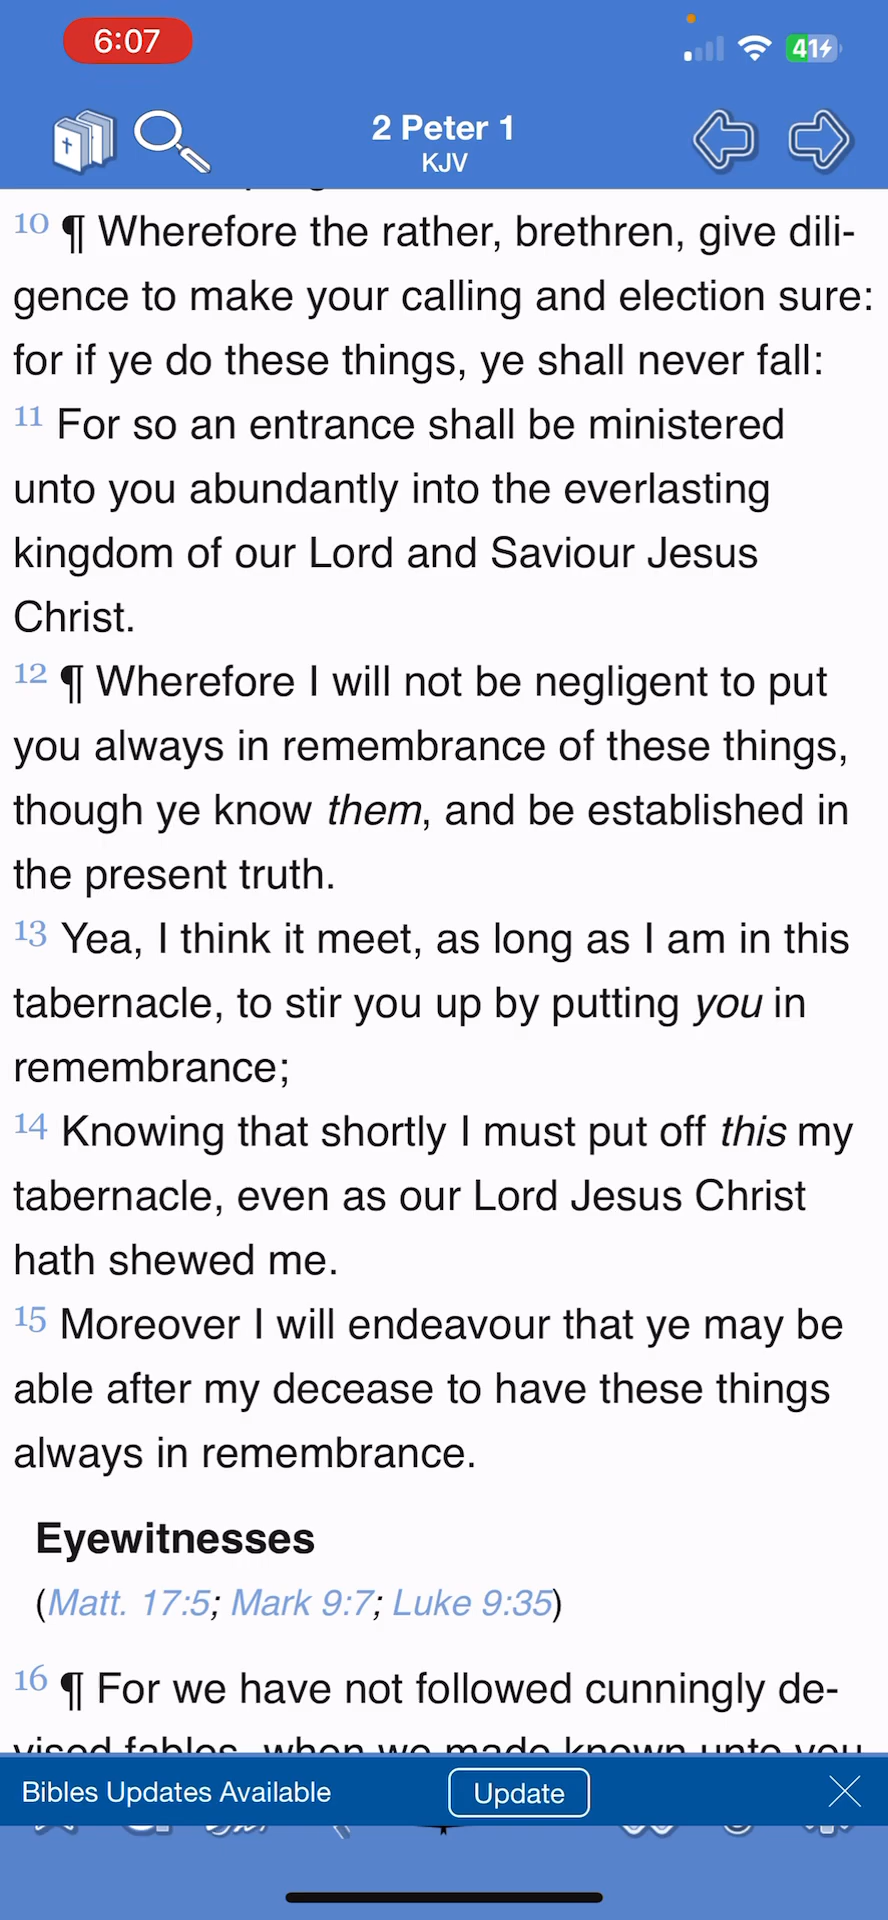 6:07
41
2 Peter 1
KJV
10 ¶ Wherefore the rather, brethren, give dili-
gence to make your calling and election sure:
for if ye do these things, ye shall never fall:
11 For so an entrance shall be ministered
unto you abundantly into the everlasting
kingdom of our Lord and Saviour Jesus
Christ.
12 ¶ Wherefore I will not be negligent to put
you always in remembrance of these things,
though ye know them, and be established in
the present truth.
13 Yea, I think it meet, as long as I am in this
tabernacle, to stir you up by putting you in
remembrance;
14 Knowing that shortly I must put off this my
tabernacle, even as our Lord Jesus Christ
hath shewed me.
15 Moreover I will endeavour that ye may be
able after my decease to have these things
always in remembrance.
Eyewitnesses
(Matt. 17:5; Mark 9:7; Luke 9:35)
16 ¶ For we have not followed cunningly de-
vised fables, when we made known unto you
Bibles Updates Available
Update